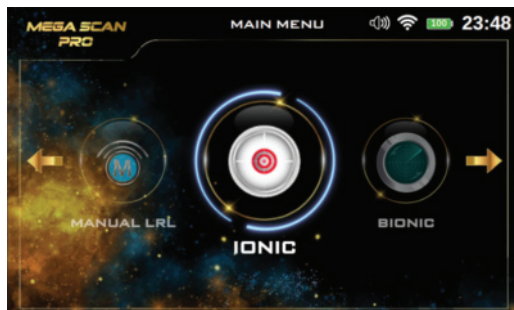 MEGA SCAN
PRO
MAIN MENU
100
23:48
M
MANUAL LRL
IONIC
BIONIC